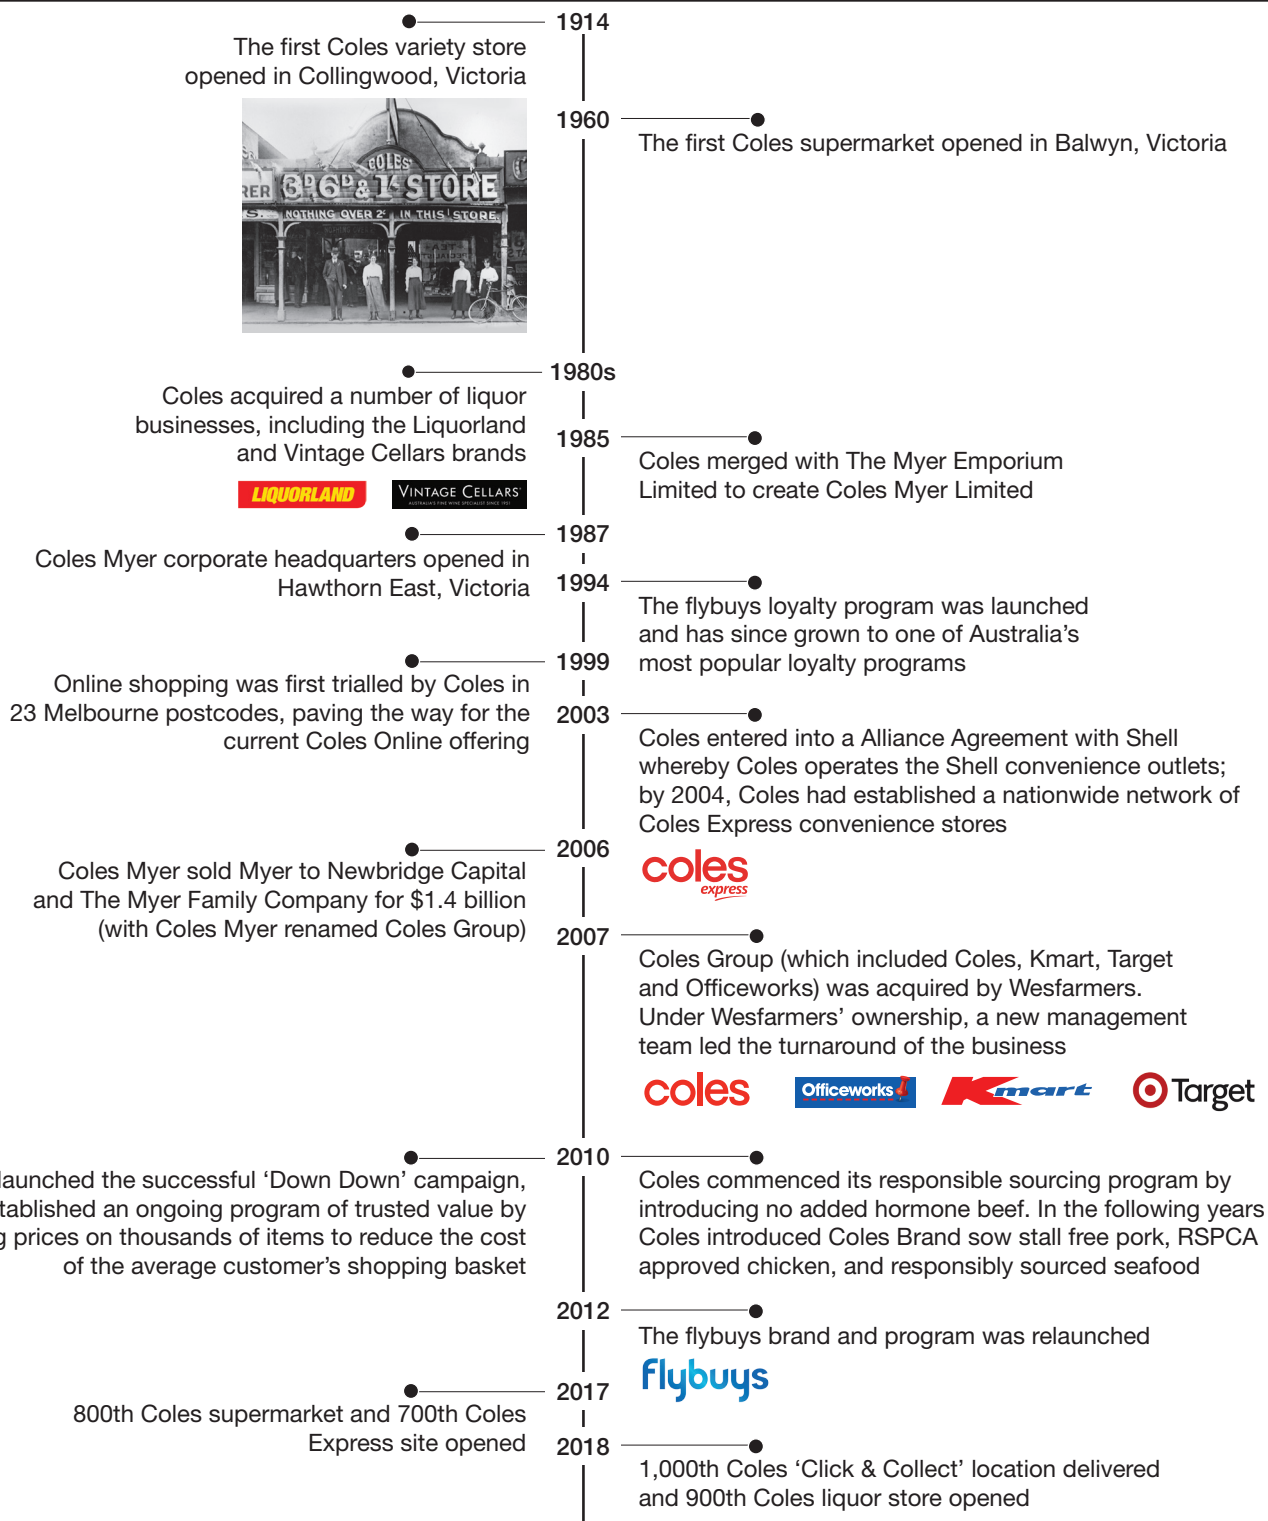 1914
The first Coles variety store
opened in Collingwood, Victoria
COLES
3D. 6D. & 1/- STORE
NOTHING OVER 2/- IN THIS STORE
1960
The first Coles supermarket opened in Balwyn, Victoria
1980s
Coles acquired a number of liquor
businesses, including the Liquorland
and Vintage Cellars brands
LIQUORLAND
VINTAGE CELLARS
AUSTRALIA'S FINE WINE SPECIALIST SINCE
1985
Coles merged with The Myer Emporium
Limited to create Coles Myer Limited
1987
Coles Myer corporate headquarters opened in
Hawthorn East, Victoria
1994
The flybuys loyalty program was launched
and has since grown to one of Australia’s
most popular loyalty programs
1999
Online shopping was first trialled by Coles in
23 Melbourne postcodes, paving the way for the
current Coles Online offering
2003
Coles entered into a Alliance Agreement with Shell
whereby Coles operates the Shell convenience outlets;
by 2004, Coles had established a nationwide network of
Coles Express convenience stores
coles
express
2006
Coles Myer sold Myer to Newbridge Capital
and The Myer Family Company for $1.4 billion
(with Coles Myer renamed Coles Group)
2007
Coles Group (which included Coles, Kmart, Target
and Officeworks) was acquired by Wesfarmers.
Under Wesfarmers’ ownership, a new management
team led the turnaround of the business
coles
Officeworks
Kmart
Target
2010
launched the successful ‘Down Down’ campaign,
tablished an ongoing program of trusted value by
g prices on thousands of items to reduce the cost
of the average customer’s shopping basket
Coles commenced its responsible sourcing program by
introducing no added hormone beef. In the following years
Coles introduced Coles Brand sow stall free pork, RSPCA
approved chicken, and responsibly sourced seafood
2012
The flybuys brand and program was relaunched
flybuys
2017
800th Coles supermarket and 700th Coles
Express site opened
2018
1,000th Coles ‘Click & Collect’ location delivered
and 900th Coles liquor store opened